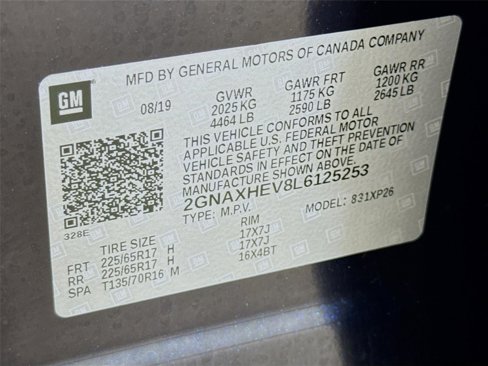 MFD BY GENERAL MOTORS OF CANADA COMPANY
GM
08/19
GVWR
2025 KG
4464 LB
GAWR FRT
1175 KG
2590 LB
GAWR RR
1200 KG
2645 LB
THIS VEHICLE CONFORMS TO ALL
APPLICABLE U.S. FEDERAL MOTOR
VEHICLE SAFETY AND THEFT PREVENTION
STANDARDS IN EFFECT ON THE DATE OF
MANUFACTURE SHOWN ABOVE.
2GNAXHEV8L6125253
TYPE: M.P.V.
MODEL: 831XP26
328E
TIRE SIZE RIM
FRT 225/65R17 H 17X7J
RR 225/65R17 H 17X7J
SPA T135/70R16 M 16X4BT